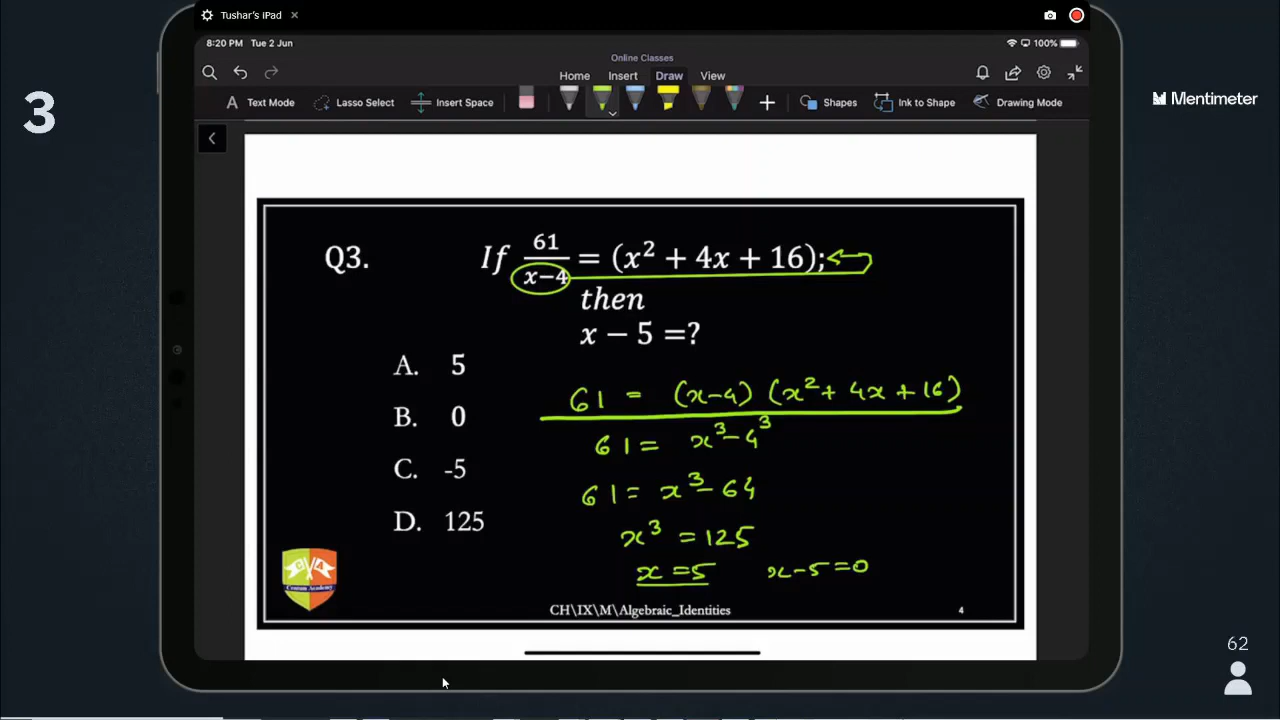 Tushar's iPad ×
8:20 PM Tue 2 Jun
100%
Online Classes
Home Insert Draw View
Text Mode Lasso Select Insert Space Shapes Ink to Shape Drawing Mode
3
Mentimeter
Q3. If 61/(x−4) = (x² + 4x + 16);
then
x − 5 =?
A. 5
B. 0
C. -5
D. 125
61 = (x-4) (x² + 4x + 16)
61 = x³ - 4³
61 = x³ - 64
x³ = 125
x = 5 x-5=0
Centum Academy
CH\IX\M\Algebraic_Identities 4
62